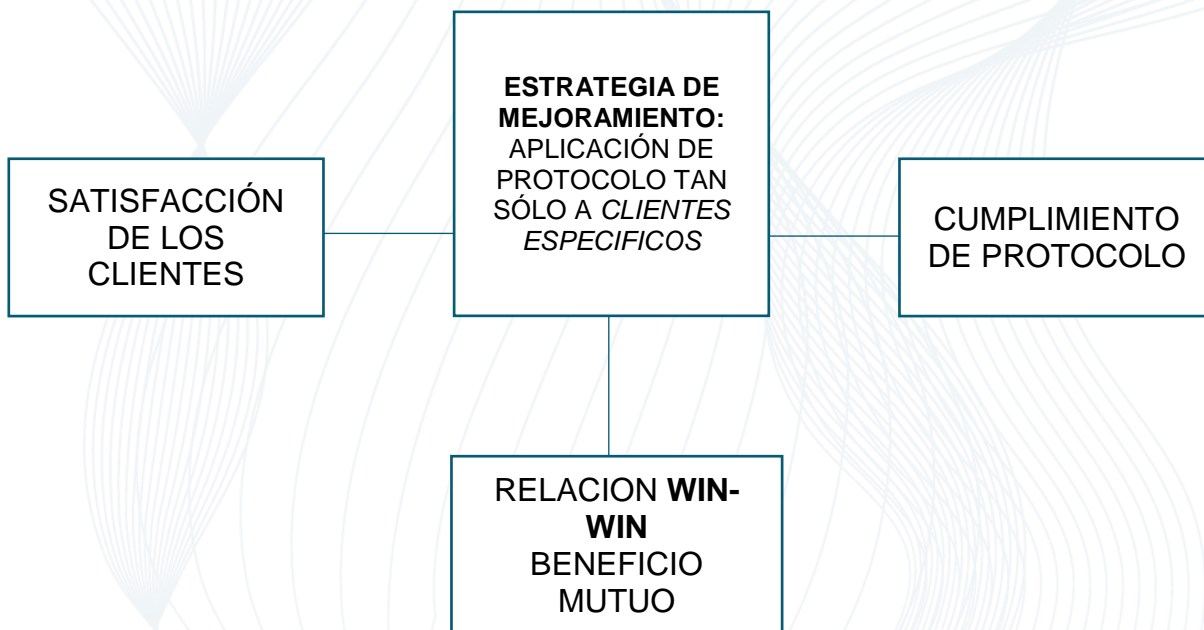 ESTRATEGIA DE
MEJORAMIENTO:
APLICACIÓN DE
PROTOCOLO TAN
SÓLO A CLIENTES
ESPECIFICOS
SATISFACCIÓN
DE LOS
CLIENTES
CUMPLIMIENTO
DE PROTOCOLO
RELACION WIN-
WIN
BENEFICIO
MUTUO